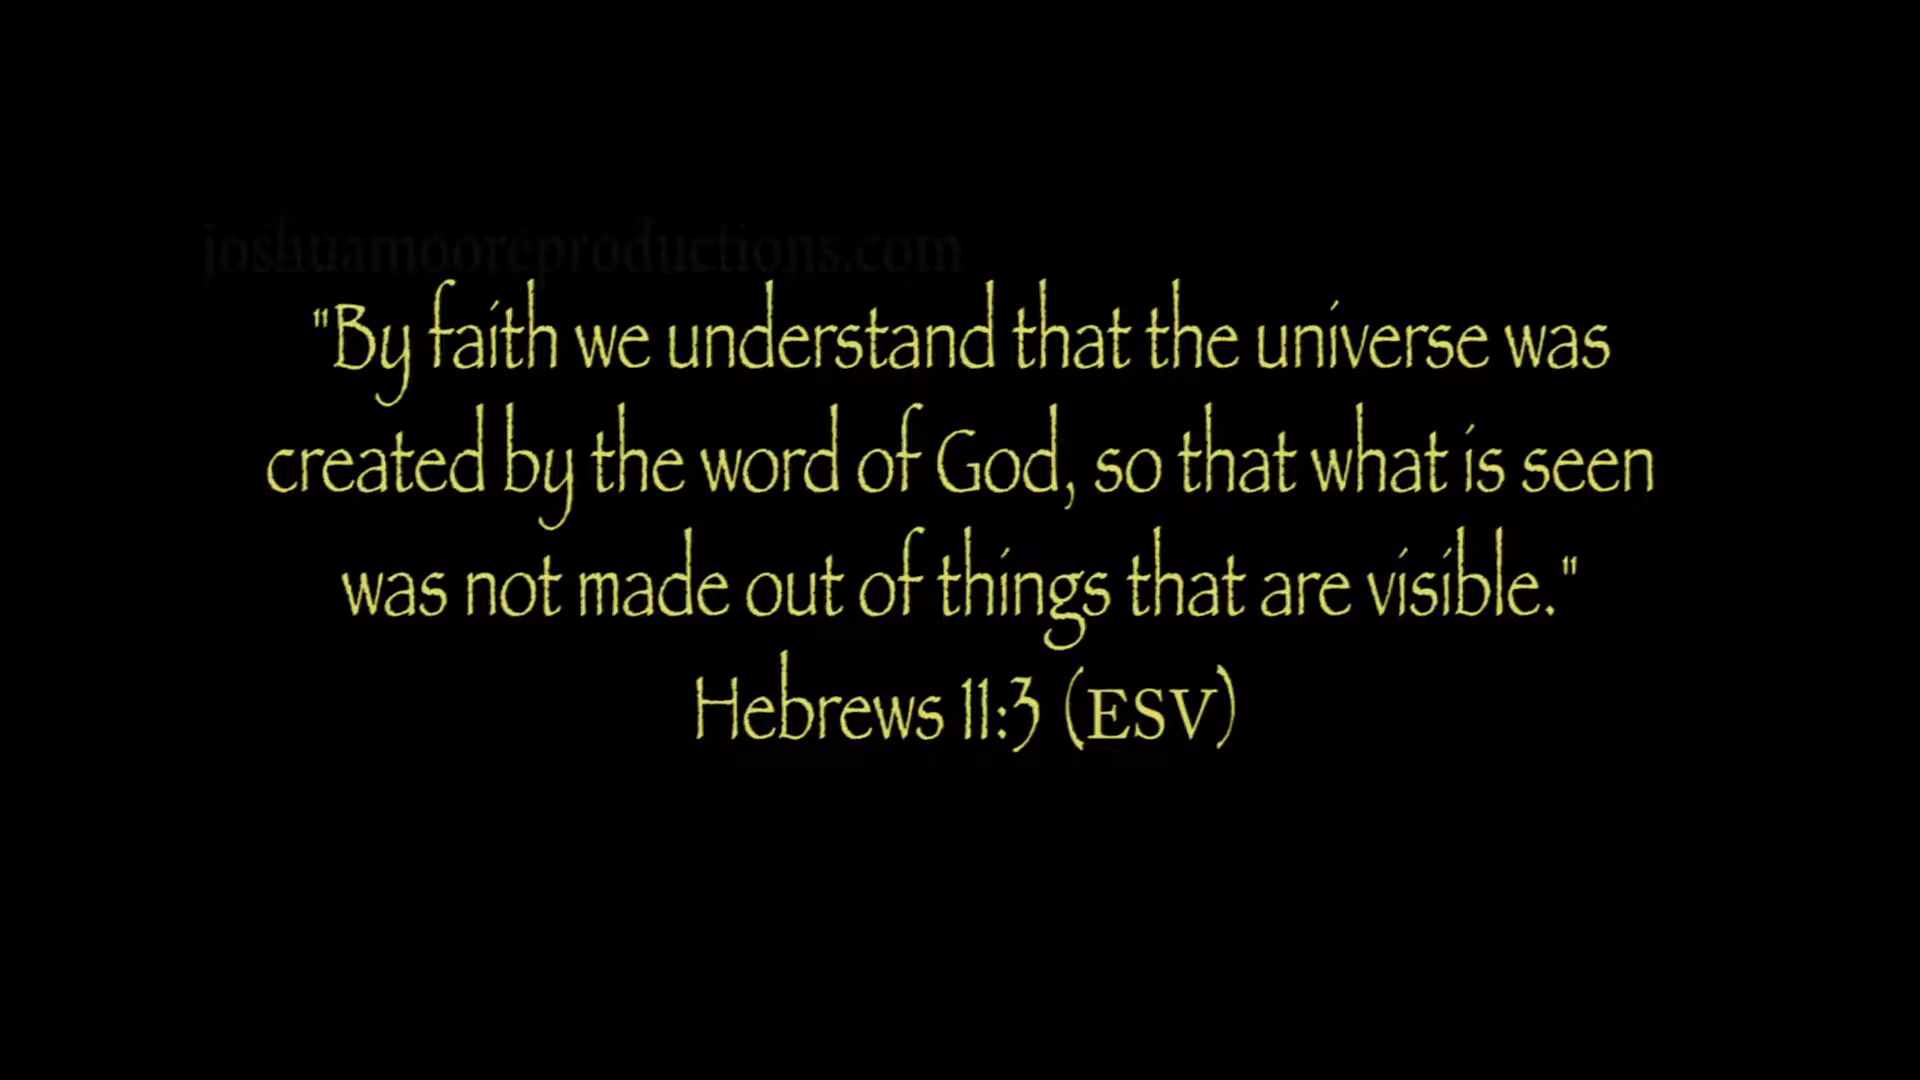 joshuamooreproductions.com
"By faith we understand that the universe was
created by the word of God, so that what is seen
was not made out of things that are visible."
Hebrews 11:3 (ESV)